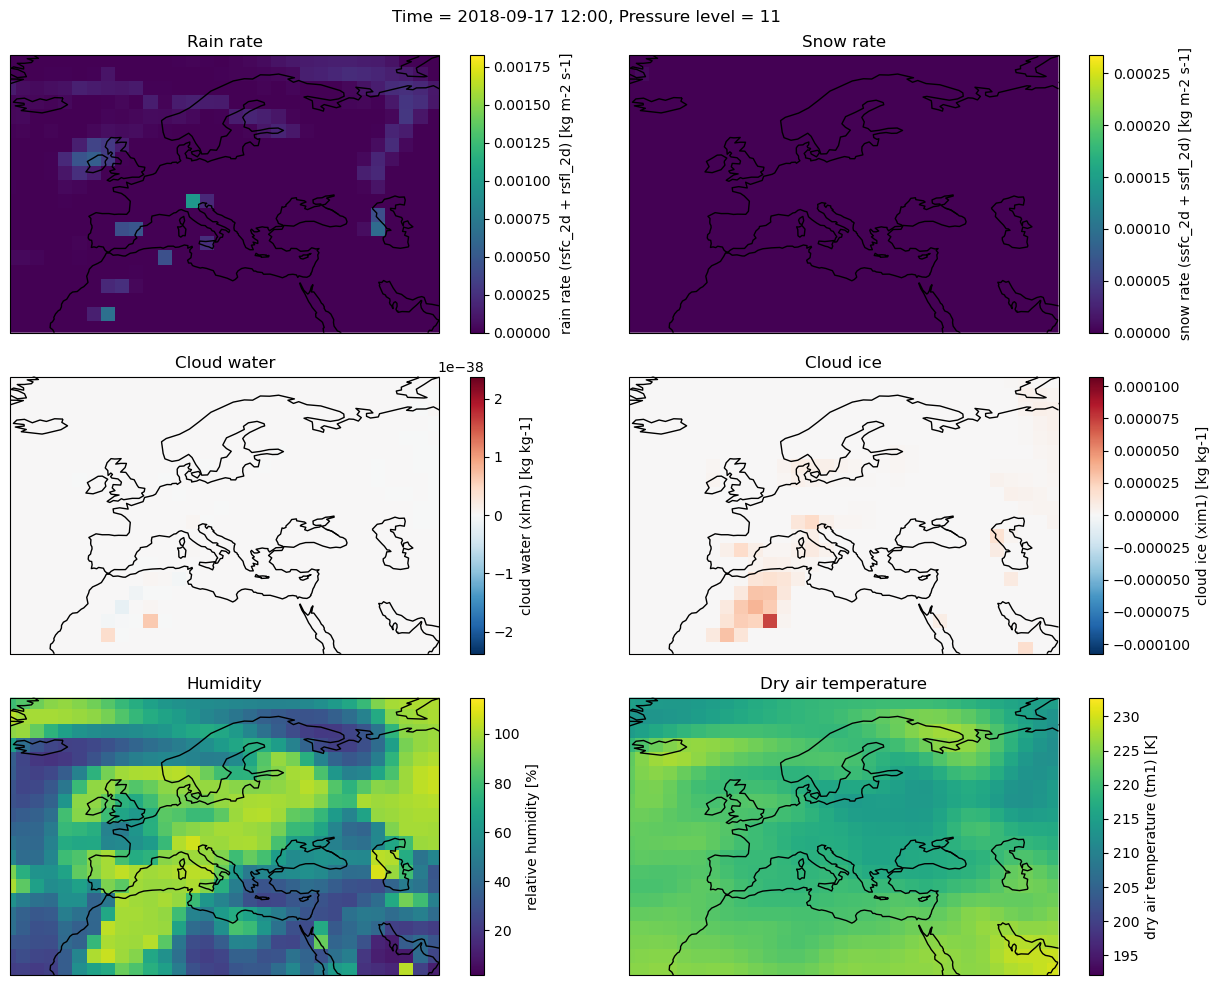 Time = 2018-09-17 12:00, Pressure level = 11
Rain rate
0.00175
0.00150
0.00125
0.00100
0.00075
0.00050
0.00025
0.00000
rain rate (rsfc_2d + rsfl_2d) [kg m-2 s-1]
Snow rate
0.00025
0.00020
0.00015
0.00010
0.00005
0.00000
snow rate (ssfc_2d + ssfl_2d) [kg m-2 s-1]
Cloud water
1e−38
2
1
0
−1
−2
cloud water (xlm1) [kg kg-1]
Cloud ice
0.000100
0.000075
0.000050
0.000025
0.000000
−0.000025
−0.000050
−0.000075
−0.000100
cloud ice (xim1) [kg kg-1]
Humidity
100
80
60
40
20
relative humidity [%]
Dry air temperature
230
225
220
215
210
205
200
195
dry air temperature (tm1) [K]